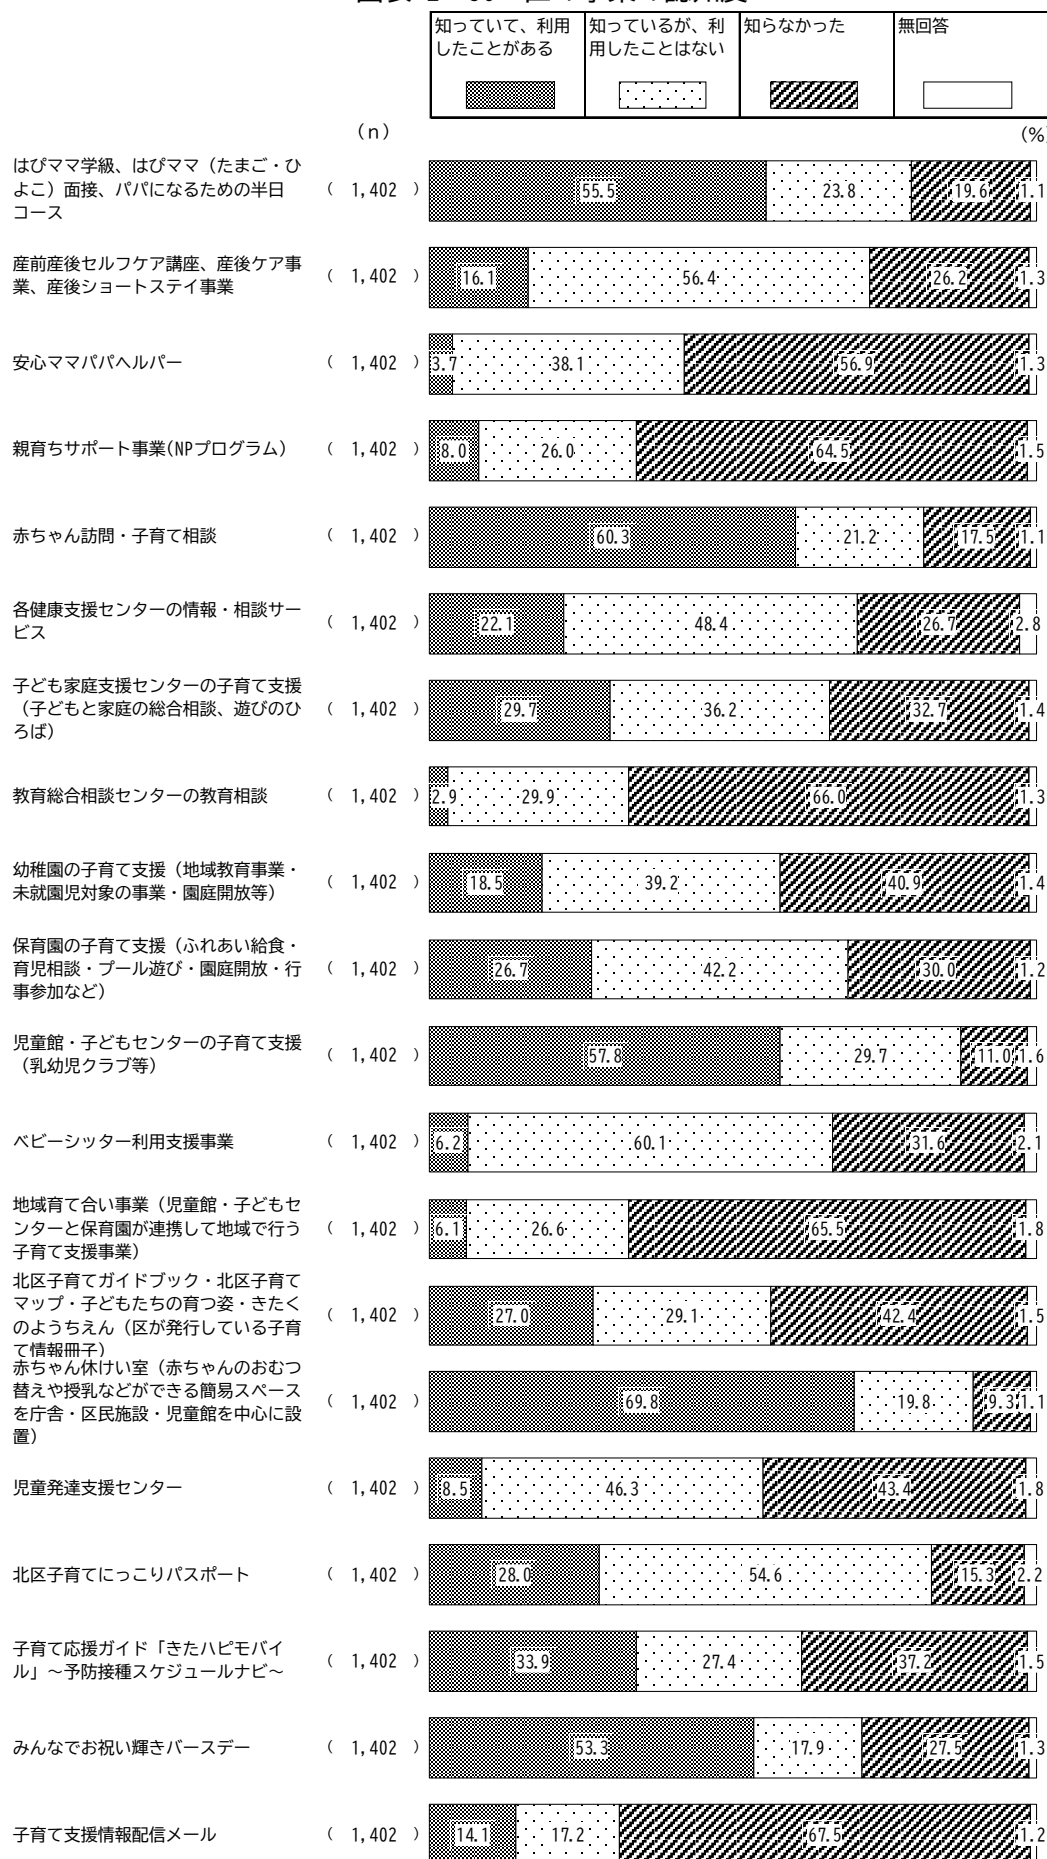 知っていて、利用 知っているが、利 知らなかった 無回答
したことがある 用したことはない
(n) (%)
はぴママ学級、はぴママ（たまご・ひ
よこ）面接、パパになるための半日
コース
( 1,402 ) 55.5 23.8 19.6 1.1
産前産後セルフケア講座、産後ケア事
業、産後ショートステイ事業
( 1,402 ) 16.1 56.4 26.2 1.3
安心ママパパヘルパー ( 1,402 ) 3.7 38.1 56.9 1.3
親育ちサポート事業(NPプログラム) ( 1,402 ) 8.0 26.0 64.5 1.5
赤ちゃん訪問・子育て相談 ( 1,402 ) 60.3 21.2 17.5 1.1
各健康支援センターの情報・相談サー
ビス
( 1,402 ) 22.1 48.4 26.7 2.8
子ども家庭支援センターの子育て支援
（子どもと家庭の総合相談、遊びのひ
ろば）
( 1,402 ) 29.7 36.2 32.7 1.4
教育総合相談センターの教育相談 ( 1,402 ) 2.9 29.9 66.0 1.3
幼稚園の子育て支援（地域教育事業・
未就園児対象の事業・園庭開放等）
( 1,402 ) 18.5 39.2 40.9 1.4
保育園の子育て支援（ふれあい給食・
育児相談・プール遊び・園庭開放・行
事参加など）
( 1,402 ) 26.7 42.2 30.0 1.2
児童館・子どもセンターの子育て支援
（乳幼児クラブ等）
( 1,402 ) 57.8 29.7 11.0 1.6
ベビーシッター利用支援事業 ( 1,402 ) 6.2 60.1 31.6 2.1
地域育て合い事業（児童館・子どもセ
ンターと保育園が連携して地域で行う
子育て支援事業）
( 1,402 ) 6.1 26.6 65.5 1.8
北区子育てガイドブック・北区子育て
マップ・子どもたちの育つ姿・きたく
のようちえん（区が発行している子育
て情報冊子）
( 1,402 ) 27.0 29.1 42.4 1.5
赤ちゃん休けい室（赤ちゃんのおむつ
替えや授乳などができる簡易スペース
を庁舎・区民施設・児童館を中心に設
置）
( 1,402 ) 69.8 19.8 9.3 1.1
児童発達支援センター ( 1,402 ) 8.5 46.3 43.4 1.8
北区子育てにっこりパスポート ( 1,402 ) 28.0 54.6 15.3 2.2
子育て応援ガイド「きたハピモバイ
ル」～予防接種スケジュールナビ～
( 1,402 ) 33.9 27.4 37.2 1.5
みんなでお祝い輝きバースデー ( 1,402 ) 53.3 17.9 27.5 1.3
子育て支援情報配信メール ( 1,402 ) 14.1 17.2 67.5 1.2